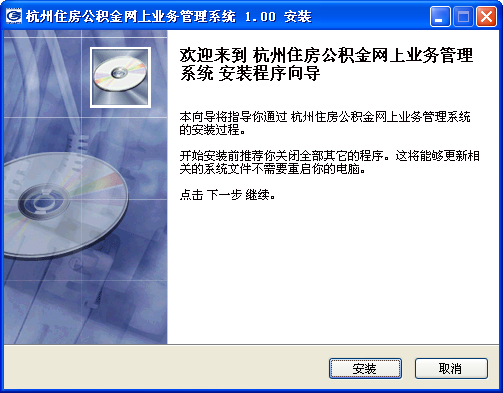 杭州住房公积金网上业务管理系统 1.00 安装
欢迎来到 杭州住房公积金网上业务管理
系统 安装程序向导
本向导将指导你通过 杭州住房公积金网上业务管理系统
的安装过程。
开始安装前推荐你关闭全部其它的程序。这将能够更新相
关的系统文件不需要重启你的电脑。
点击 下一步 继续。
安装
取消